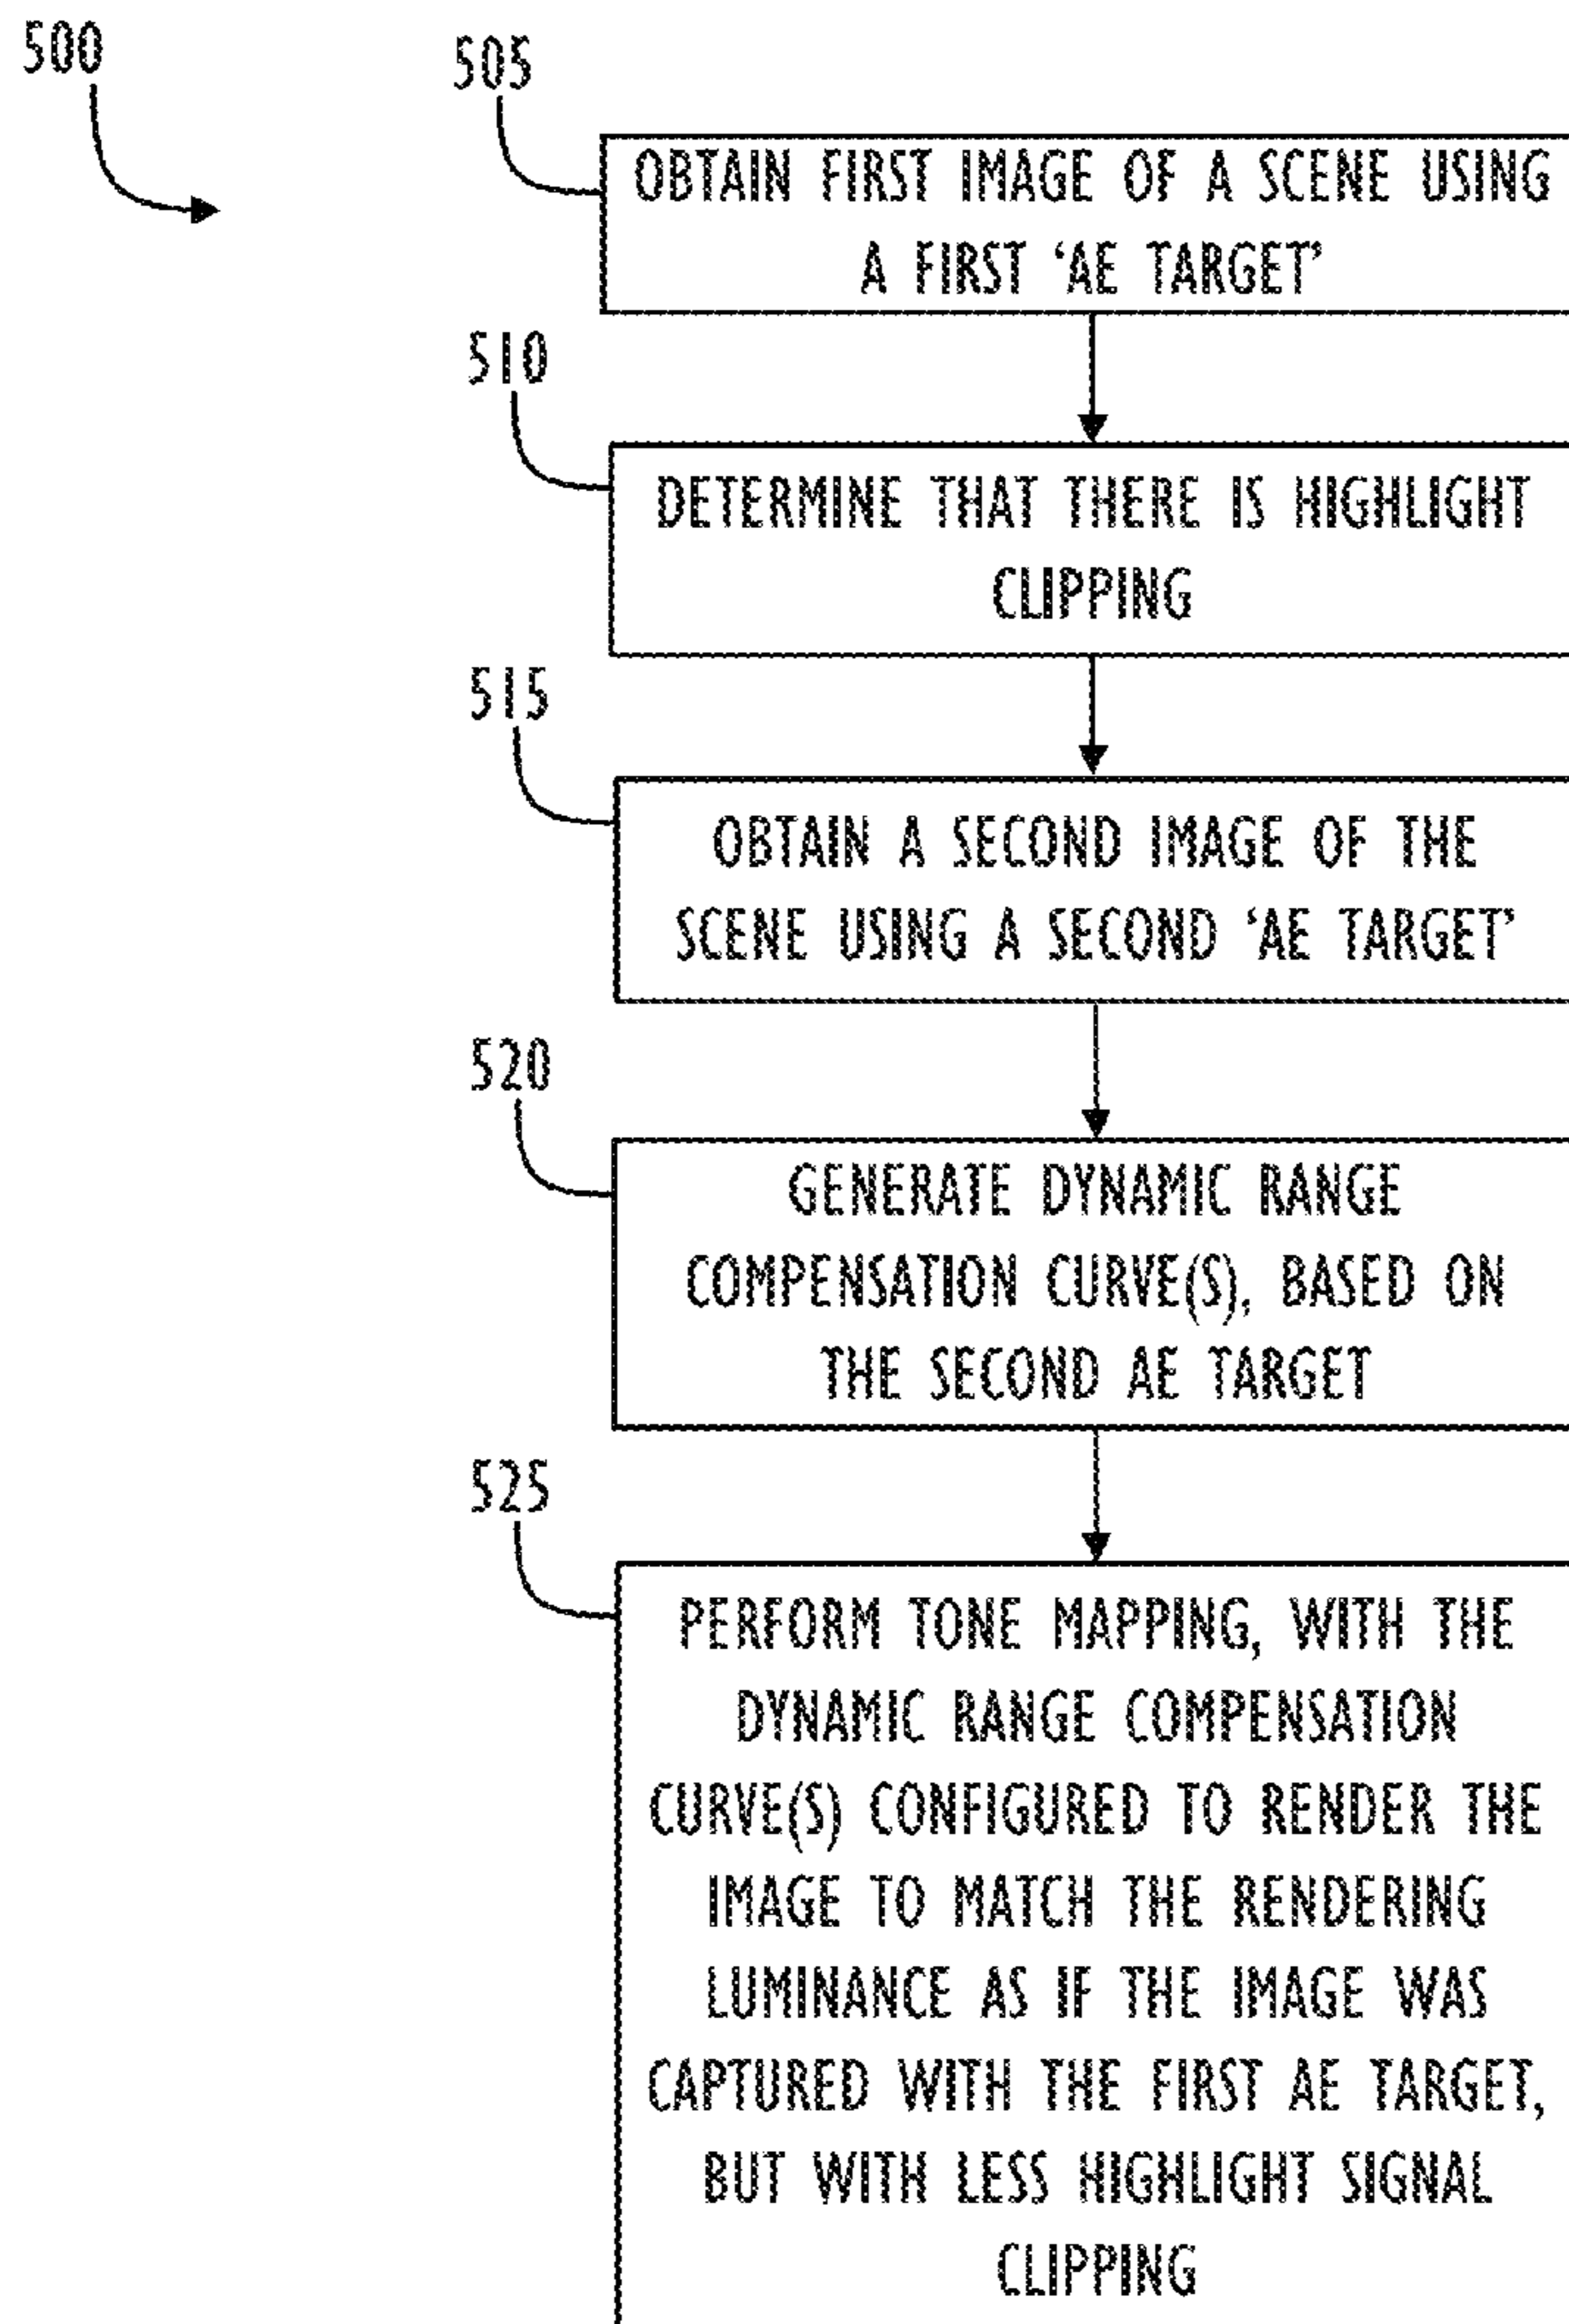 500
505
OBTAIN FIRST IMAGE OF A SCENE USING
A FIRST ‘AE TARGET’
510
DETERMINE THAT THERE IS HIGHLIGHT
CLIPPING
515
OBTAIN A SECOND IMAGE OF THE
SCENE USING A SECOND ‘AE TARGET’
520
GENERATE DYNAMIC RANGE
COMPENSATION CURVE(S), BASED ON
THE SECOND AE TARGET
525
PERFORM TONE MAPPING, WITH THE
DYNAMIC RANGE COMPENSATION
CURVE(S) CONFIGURED TO RENDER THE
IMAGE TO MATCH THE RENDERING
LUMINANCE AS IF THE IMAGE WAS
CAPTURED WITH THE FIRST AE TARGET,
BUT WITH LESS HIGHLIGHT SIGNAL
CLIPPING